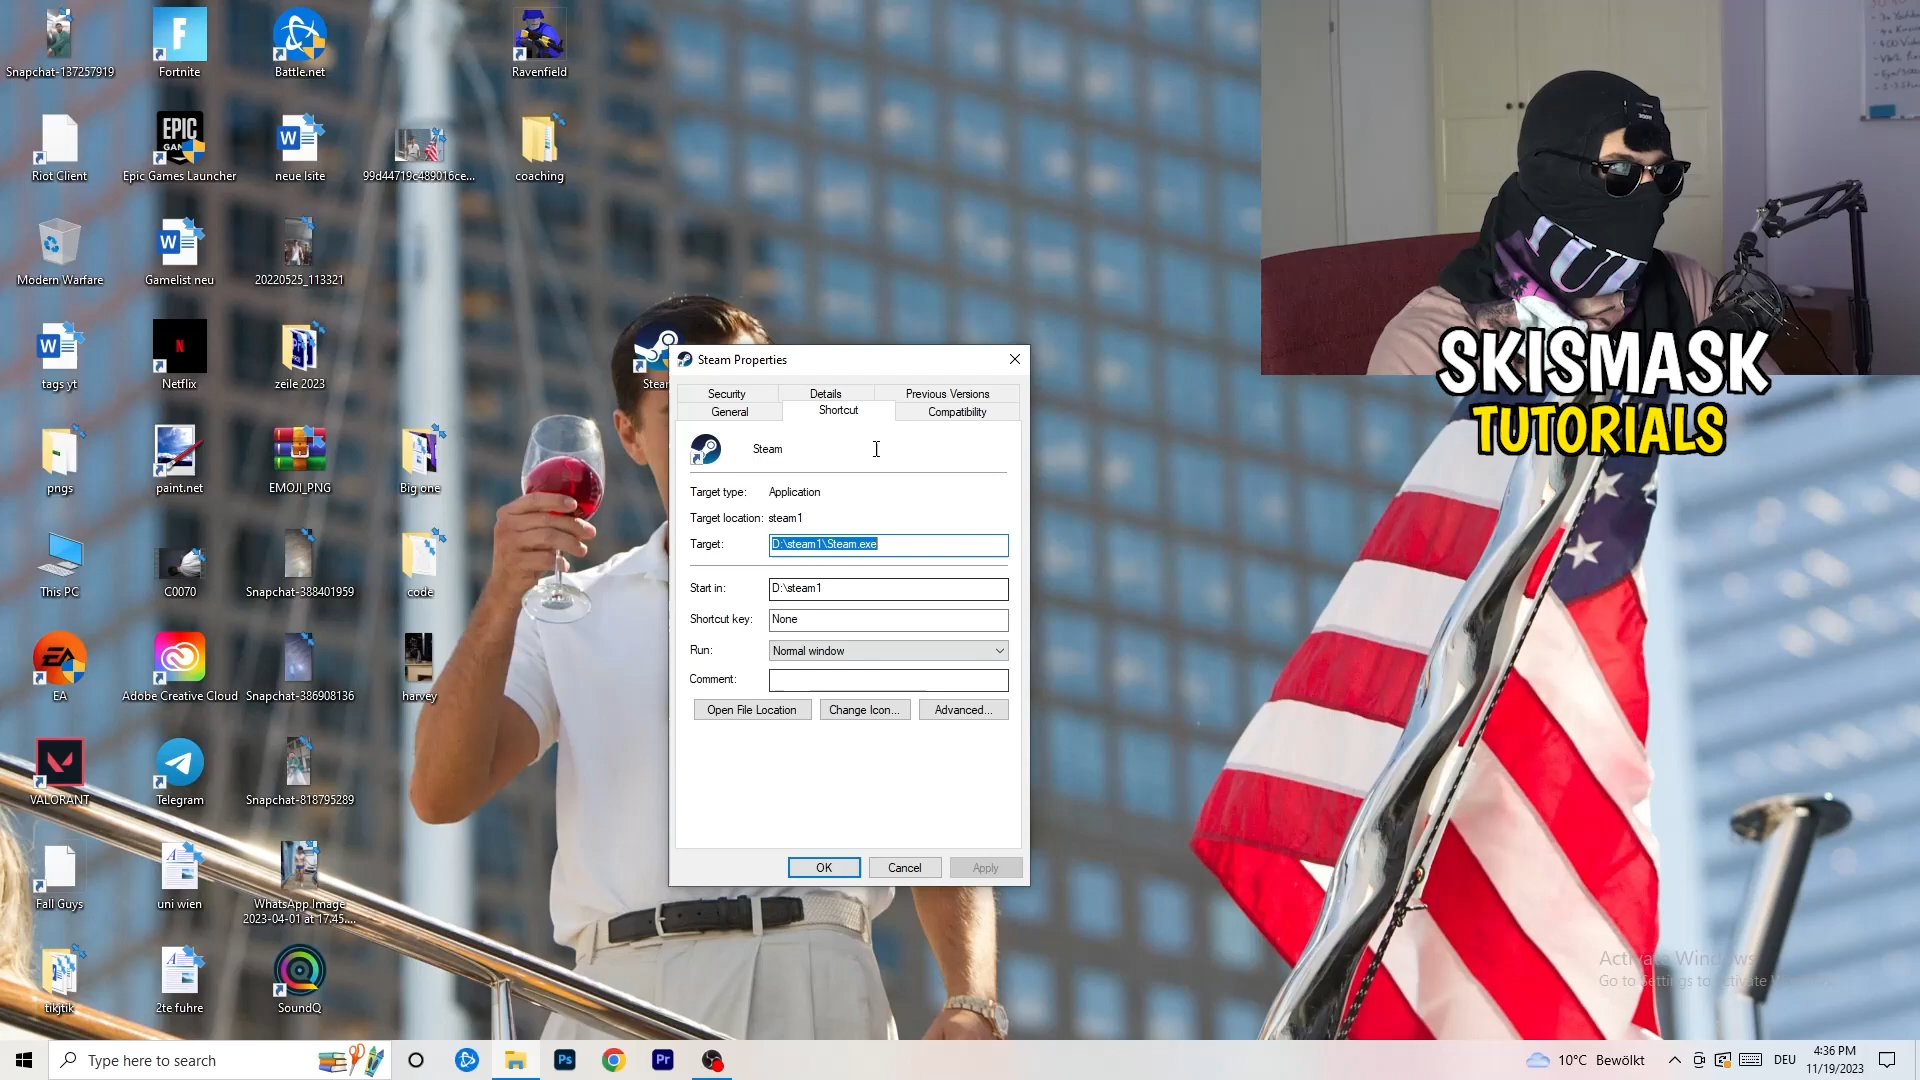 Snapchat-137257919
Fortnite
Battle.net
Ravenfield
Riot Client
EPIC
Epic Games Launcher
neue lsite
99d44719c489016ce...
coaching
Modern Warfare
Gamelist neu
20220525_113321
tags yt
Netflix
zeile 2023
pngs
paint.net
EMOJI_PNG
Big one
This PC
C0070
Snapchat-388401959
code
EA
Adobe Creative Cloud
Snapchat-386908136
harvey
VALORANT
Telegram
Snapchat-818795289
Fall Guys
uni wien
WhatsApp Image
2023-04-01 at 17.45....
tikjtik
2te fuhre
SoundQ
Steam Properties
Security
Details
Previous Versions
General
Shortcut
Compatibility
Steam
Target type: Application
Target location: steam1
Target: D:\steam1\Steam.exe
Start in: D:\steam1
Shortcut key: None
Run: Normal window
Comment:
Open File Location
Change Icon...
Advanced...
OK
Cancel
Apply
SKISMASK
TUTORIALS
Type here to search
Ps
Pr
10°C Bewölkt
DEU
4:36 PM
11/19/2023